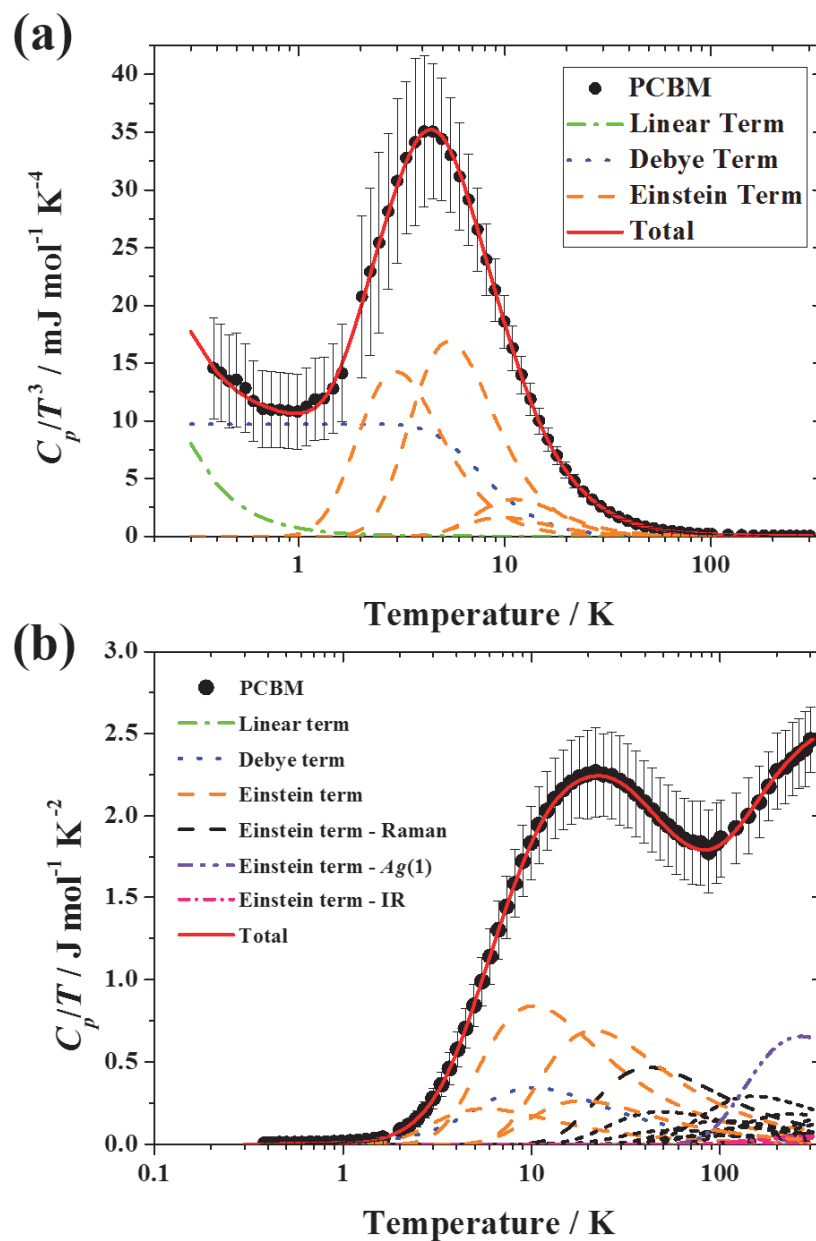 (a)
40
35
30
25
20
15
10
5
0
C_p/T^3 / mJ mol^-1 K^-4
PCBM
Linear Term
Debye Term
Einstein Term
Total
1
10
100
Temperature / K
(b)
3.0
2.5
2.0
1.5
1.0
0.5
0.0
C_p/T / J mol^-1 K^-2
PCBM
Linear term
Debye term
Einstein term
Einstein term - Raman
Einstein term - Ag(1)
Einstein term - IR
Total
0.1
1
10
100
Temperature / K